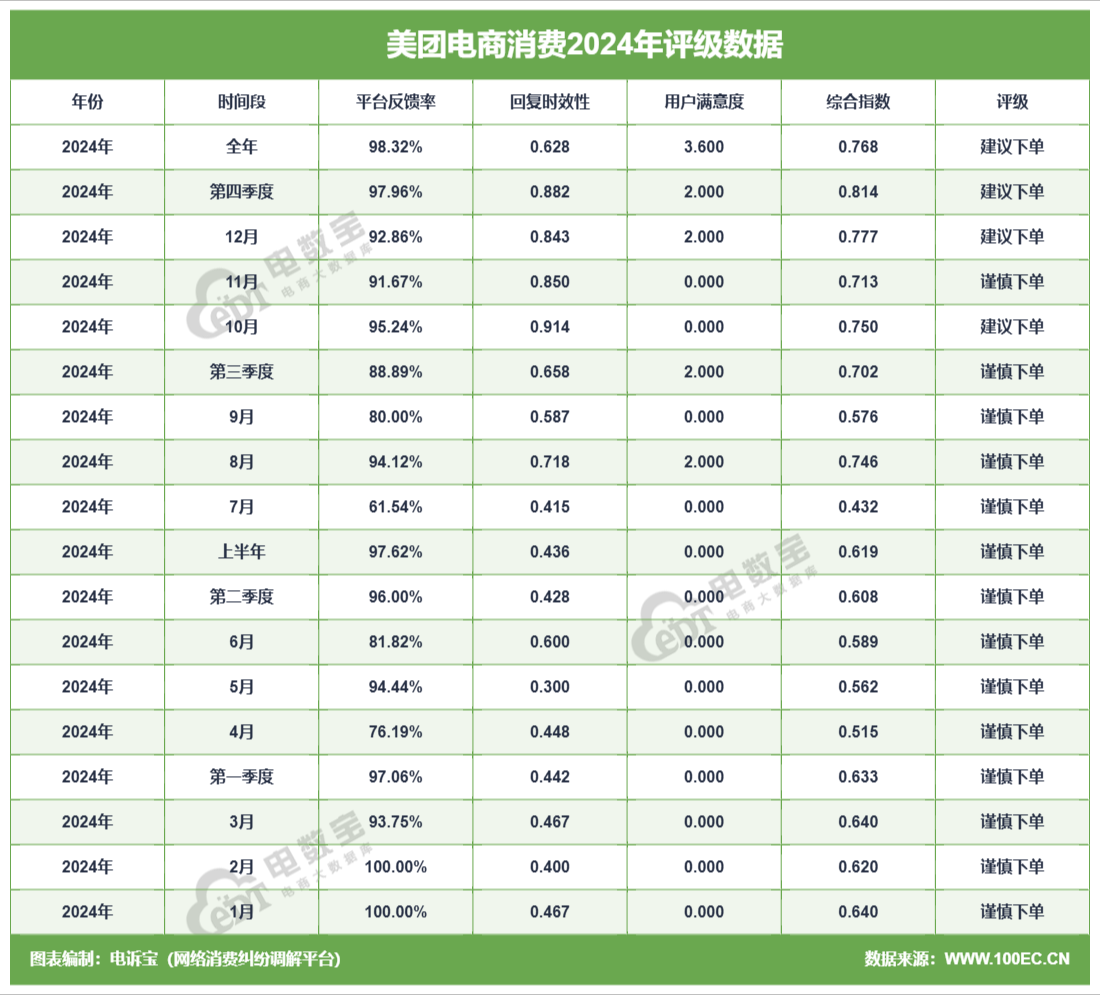 美团电商消费2024年评级数据
年份 时间段 平台反馈率 回复时效性 用户满意度 综合指数 评级
2024年 全年 98.32% 0.628 3.600 0.768 建议下单
2024年 第四季度 97.96% 0.882 2.000 0.814 建议下单
2024年 12月 92.86% 0.843 2.000 0.777 建议下单
2024年 11月 91.67% 0.850 0.000 0.713 谨慎下单
2024年 10月 95.24% 0.914 0.000 0.750 建议下单
2024年 第三季度 88.89% 0.658 2.000 0.702 谨慎下单
2024年 9月 80.00% 0.587 0.000 0.576 谨慎下单
2024年 8月 94.12% 0.718 2.000 0.746 谨慎下单
2024年 7月 61.54% 0.415 0.000 0.432 谨慎下单
2024年 上半年 97.62% 0.436 0.000 0.619 谨慎下单
2024年 第二季度 96.00% 0.428 0.000 0.608 谨慎下单
2024年 6月 81.82% 0.600 0.000 0.589 谨慎下单
2024年 5月 94.44% 0.300 0.000 0.562 谨慎下单
2024年 4月 76.19% 0.448 0.000 0.515 谨慎下单
2024年 第一季度 97.06% 0.442 0.000 0.633 谨慎下单
2024年 3月 93.75% 0.467 0.000 0.640 谨慎下单
2024年 2月 100.00% 0.400 0.000 0.620 谨慎下单
2024年 1月 100.00% 0.467 0.000 0.640 谨慎下单
图表编制：电诉宝（网络消费纠纷调解平台） 数据来源：WWW.100EC.CN
电数宝
电商大数据库
EDT
电数宝
电商大数据库
EDT
电数宝
电商大数据库
EDT